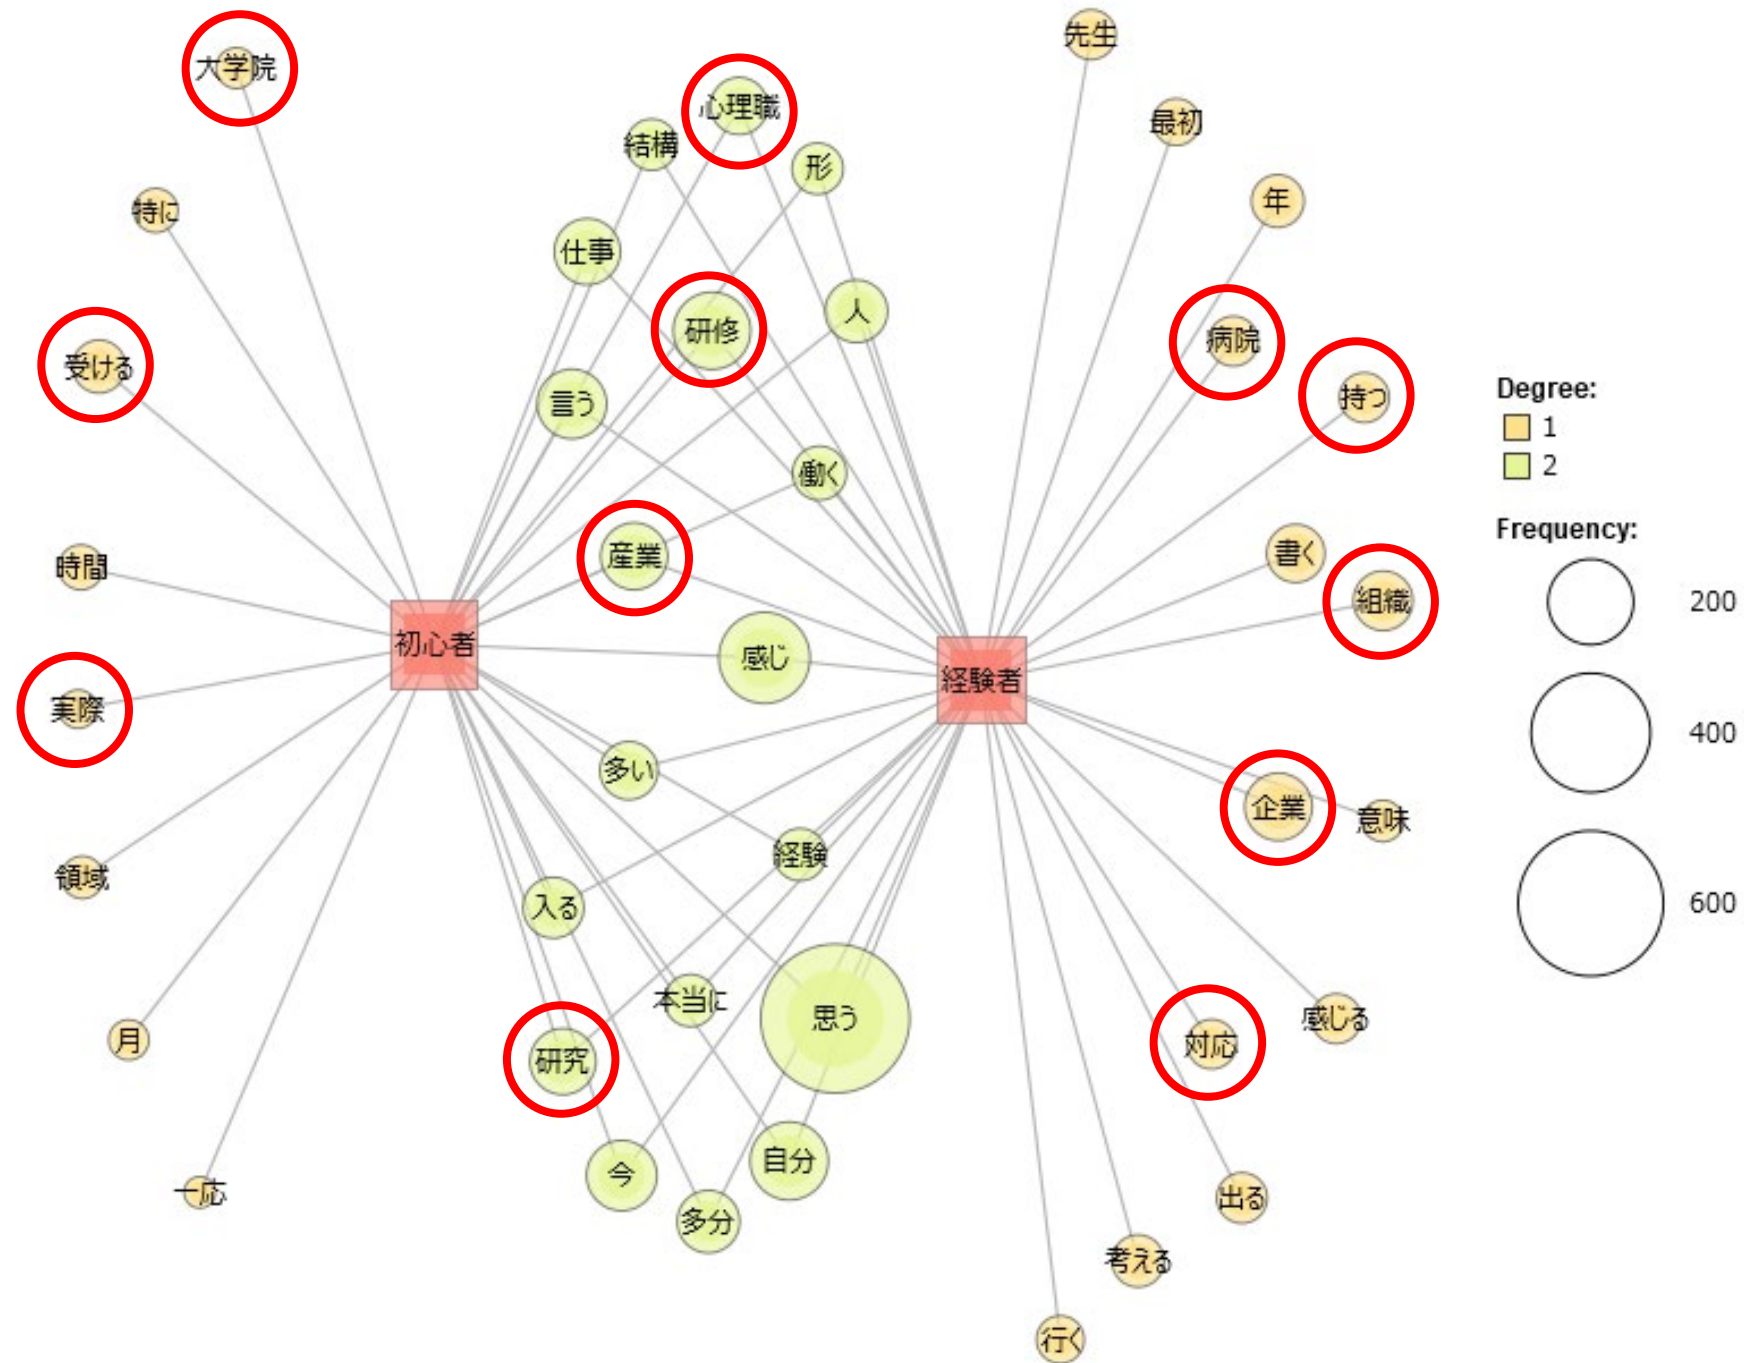 大学院
特に
受ける
時間
実際
領域
月
一応
初心者
心理職
結構
形
仕事
研修
人
言う
働く
産業
感じ
多い
経験
入る
本当に
思う
研究
今
自分
多分
経験者
先生
最初
年
病院
持つ
書く
組織
企業
意味
感じる
対応
出る
考える
行く
Degree:
1
2
Frequency:
200
400
600